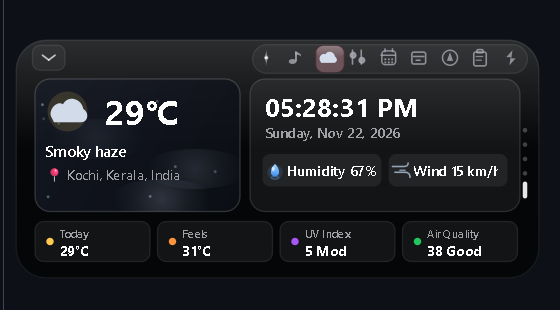 29°C
Smoky haze
Kochi, Kerala, India
05:28:31 PM
Sunday, Nov 22, 2026
Humidity 67%
Wind 15 km/h
Today
29°C
Feels
31°C
UV Index
5 Mod
Air Quality
38 Good